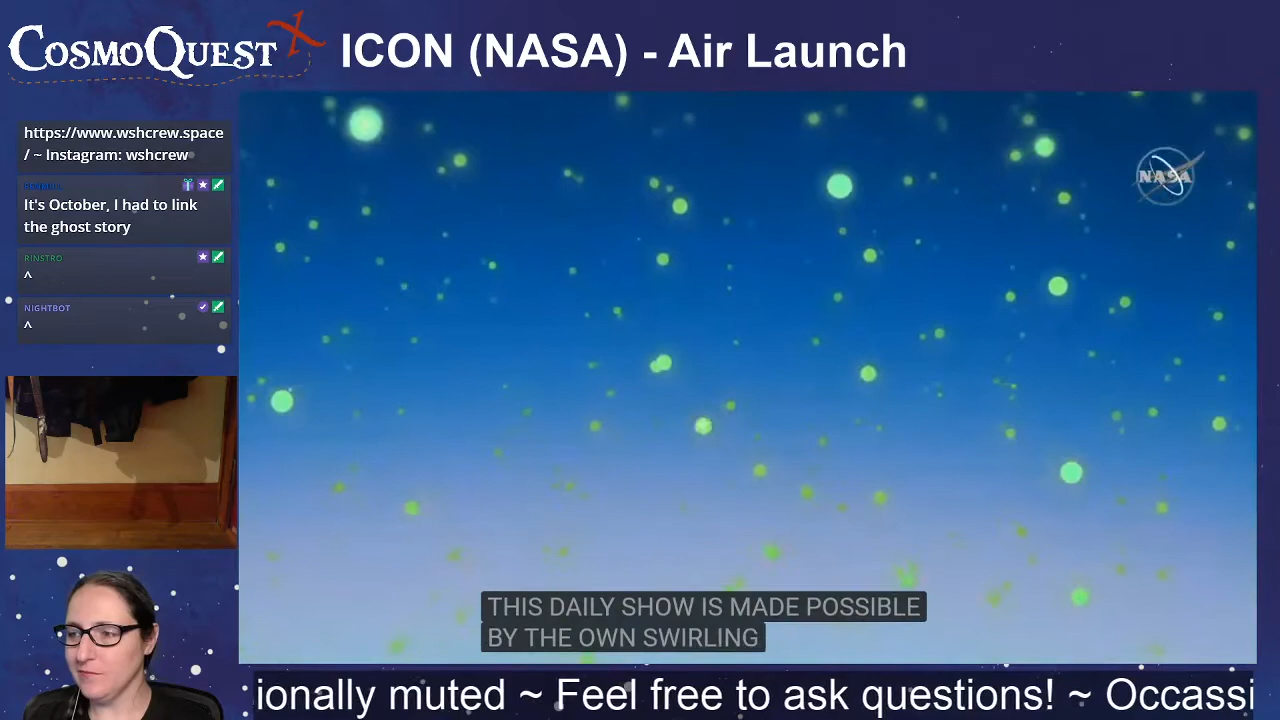 COSMOQUEST X
ICON (NASA) - Air Launch
https://www.wshcrew.space
/ ~ Instagram: wshcrew
It's October, I had to link
the ghost story
RINSTRO
^
NIGHTBOT
^
NASA
THIS DAILY SHOW IS MADE POSSIBLE
BY THE OWN SWIRLING
ionally muted ~ Feel free to ask questions! ~ Occassi